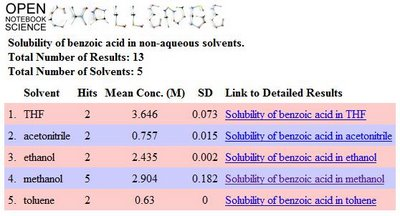 OPEN
NOTEBOOK
SCIENCE
CHALLENGE
Solubility of benzoic acid in non-aqueous solvents.
Total Number of Results: 13
Total Number of Solvents: 5
Solvent Hits Mean Conc. (M) SD Link to Detailed Results
1. THF 2 3.646 0.073 Solubility of benzoic acid in THF
2. acetonitrile 2 0.757 0.015 Solubility of benzoic acid in acetonitrile
3. ethanol 2 2.435 0.002 Solubility of benzoic acid in ethanol
4. methanol 5 2.904 0.182 Solubility of benzoic acid in methanol
5. toluene 2 0.63 0 Solubility of benzoic acid in toluene